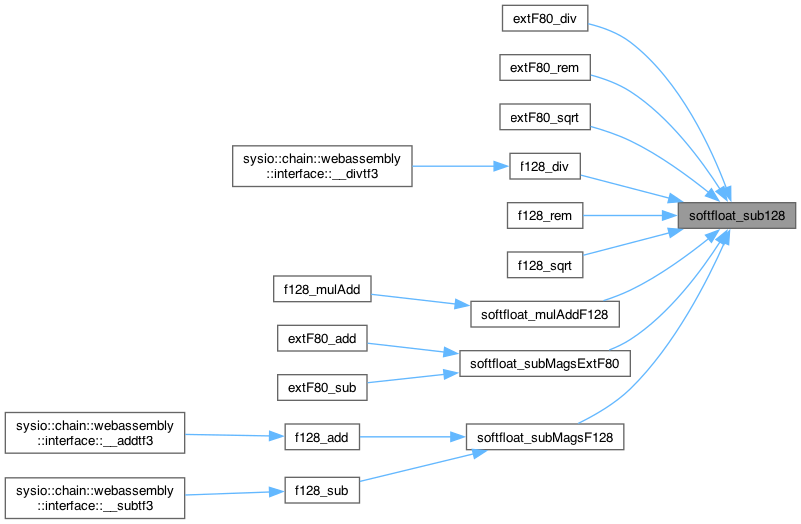 extF80_div
extF80_rem
extF80_sqrt
sysio::chain::webassembly
::interface::__divtf3
f128_div
softfloat_sub128
f128_rem
f128_sqrt
f128_mulAdd
softfloat_mulAddF128
extF80_add
softfloat_subMagsExtF80
extF80_sub
sysio::chain::webassembly
::interface::__addtf3
f128_add
softfloat_subMagsF128
sysio::chain::webassembly
::interface::__subtf3
f128_sub